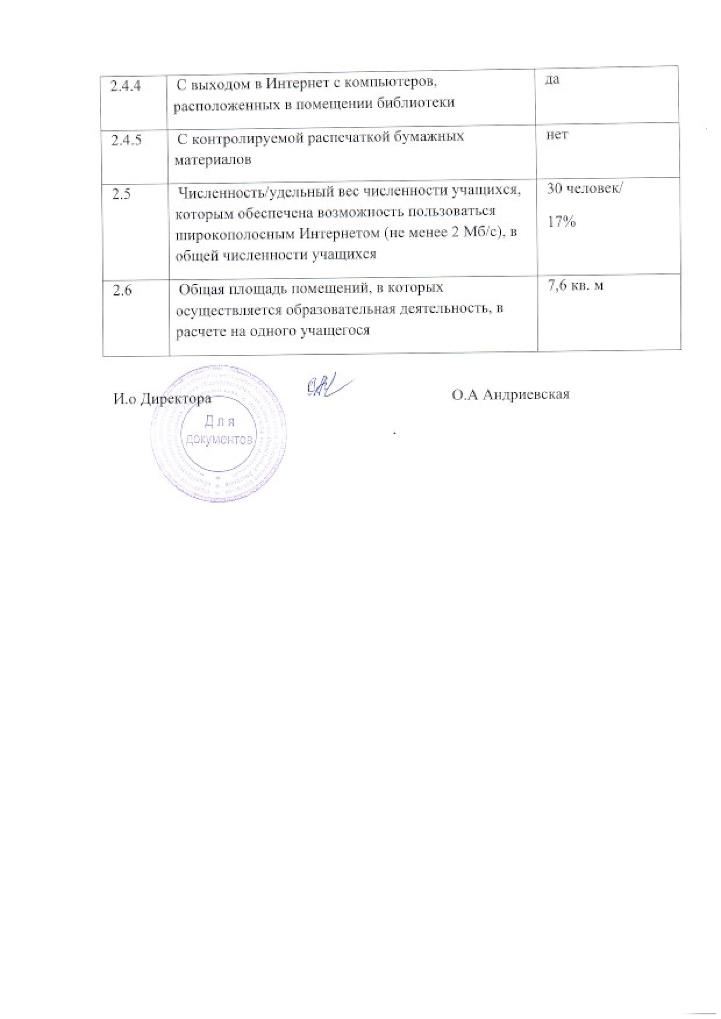 2.4.4
С выходом в Интернет с компьютеров,
расположенных в помещении библиотеки
да
2.4.5
С контролируемой распечаткой бумажных
материалов
нет
2.5
Численность/удельный вес численности учащихся,
которым обеспечена возможность пользоваться
широкополосным Интернетом (не менее 2 Мб/с), в
общей численности учащихся
30 человек/
17%
2.6
Общая площадь помещений, в которых
осуществляется образовательная деятельность, в
расчете на одного учащегося
7,6 кв. м
И.о Директора
О.А Андриевская
Для
документов